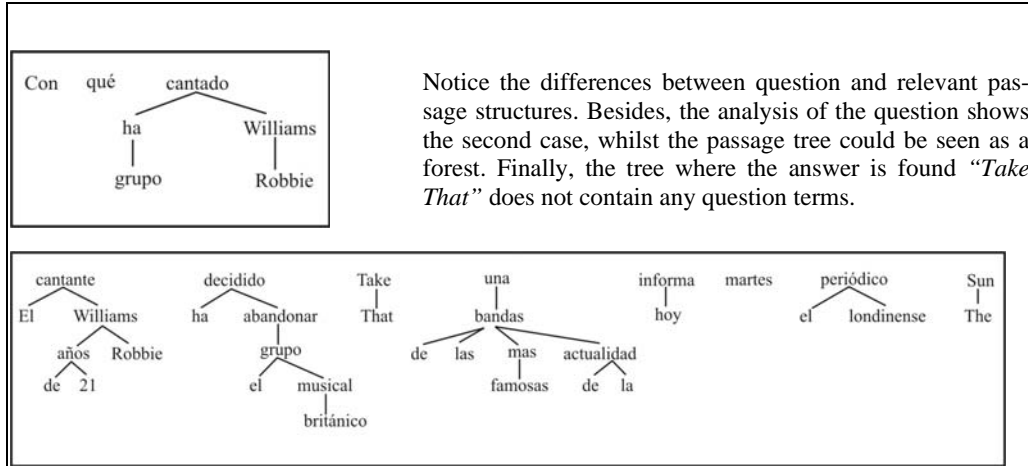 Con qué cantado
ha Williams
grupo Robbie
Notice the differences between question and relevant pas-
sage structures. Besides, the analysis of the question shows
the second case, whilst the passage tree could be seen as a
forest. Finally, the tree where the answer is found “Take
That” does not contain any question terms.
cantante decidido Take una informa martes periódico Sun
El Williams ha abandonar That bandas hoy el londinense The
años Robbie grupo de las mas actualidad
de 21 el musical famosas de la
británico